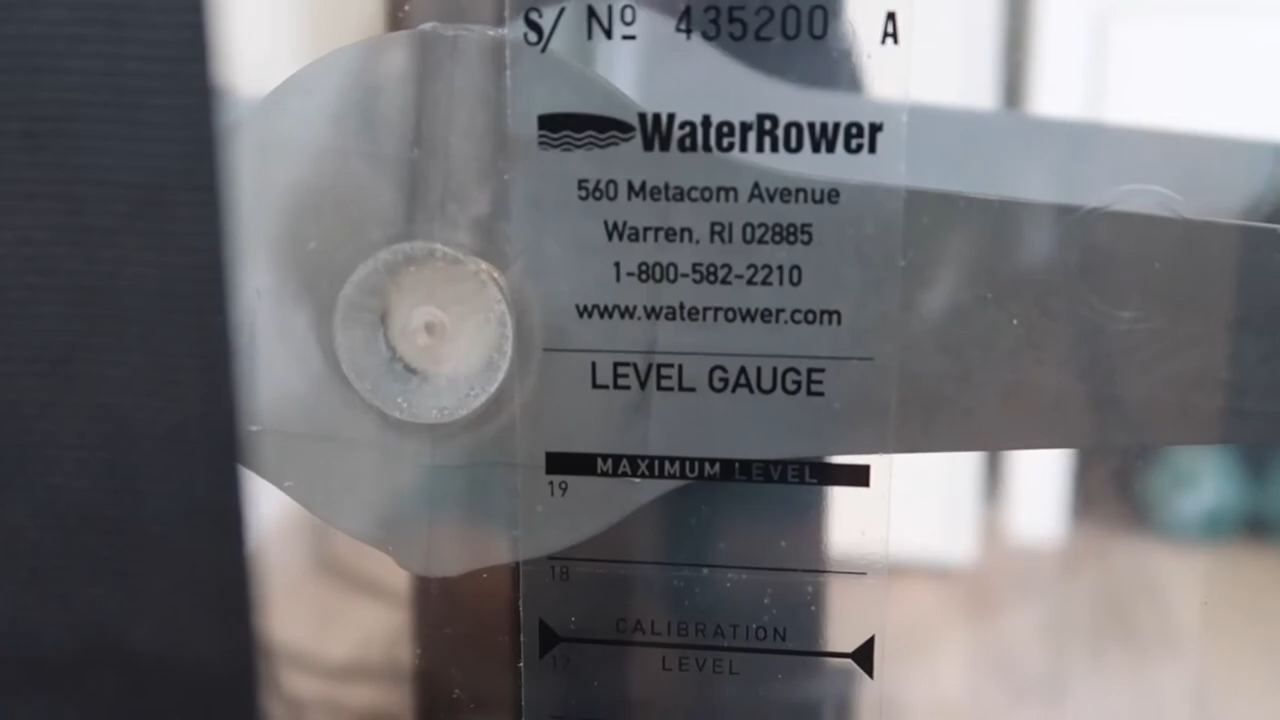 S/ Nº 435200 A
WaterRower
560 Metacom Avenue
Warren, RI 02885
1-800-582-2210
www.waterrower.com
LEVEL GAUGE
MAXIMUM LEVEL
19
18
CALIBRATION
17
LEVEL